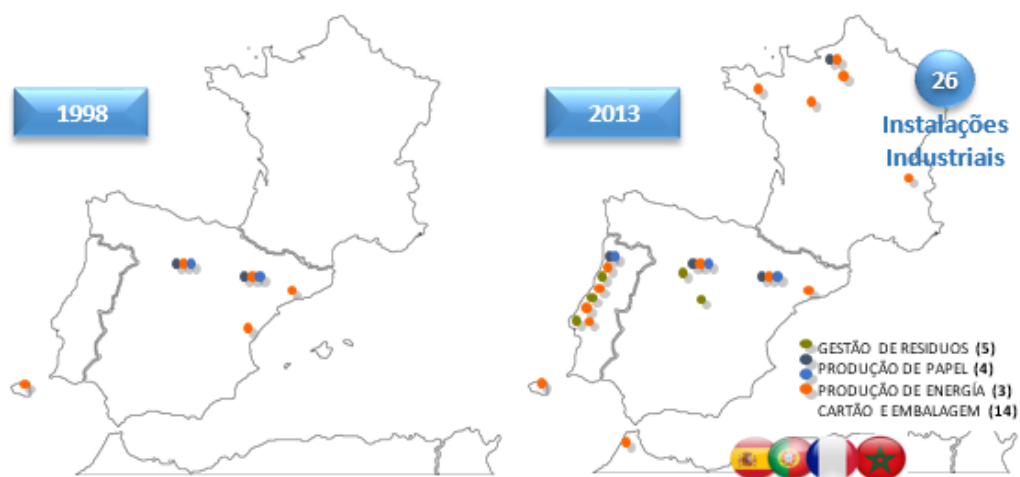 1998
2013
26
Instalações
Industriais
GESTÃO DE RESIDUOS (5)
PRODUÇÃO DE PAPEL (4)
PRODUÇÃO DE ENERGÍA (3)
CARTÃO E EMBALAGEM (14)